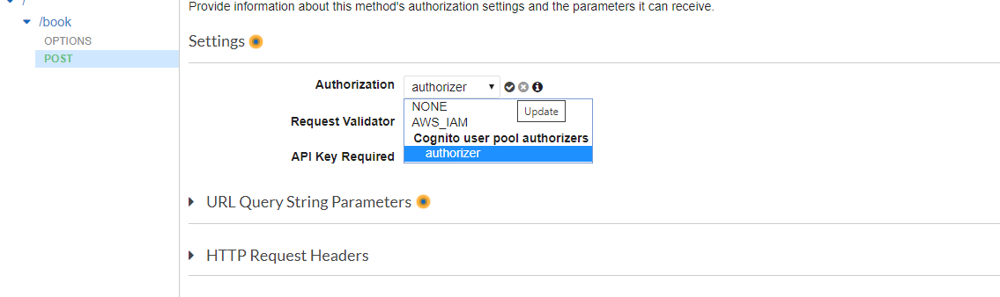 /
Provide information about this method's authorization settings and the parameters it can receive.
/book
OPTIONS
POST
Settings
Authorization
authorizer
NONE
Update
Request Validator
AWS_IAM
Cognito user pool authorizers
API Key Required
authorizer
URL Query String Parameters
HTTP Request Headers